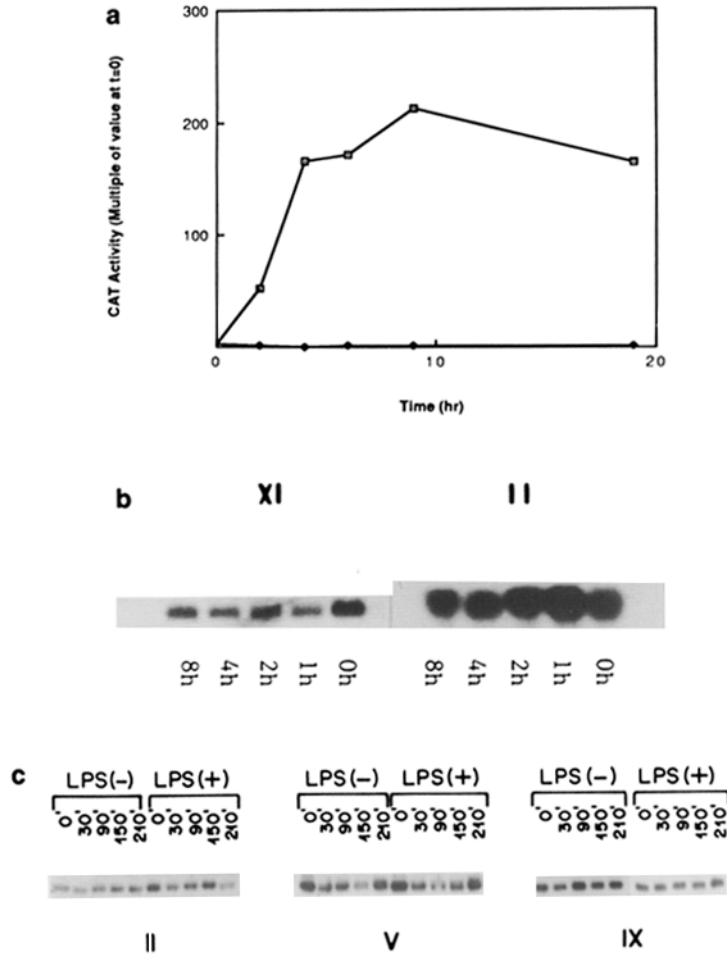 a
300
200
100
0
10
20
CAT Activity (Multiple of value at t=0)
Time (hr)
b
XI
II
8h 4h 2h 1h 0h
8h 4h 2h 1h 0h
c
LPS(-) LPS(+)
0' 30' 90' 150' 210' 0' 30' 90' 150' 210'
II
LPS(-) LPS(+)
0' 30' 90' 150' 210' 0' 30' 90' 150' 210'
V
LPS(-) LPS(+)
0' 30' 90' 150' 210' 0' 30' 90' 150' 210'
IX